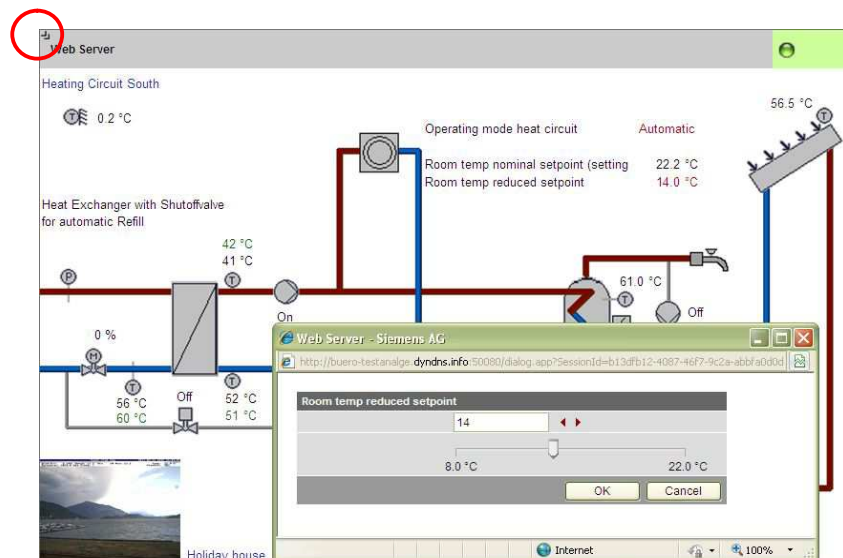 Web Server
Heating Circuit South
T
0.2 °C
56.5 °C
T
Operating mode heat circuit Automatic
Room temp nominal setpoint (setting 22.2 °C
Room temp reduced setpoint 14.0 °C
Heat Exchanger with Shutoffvalve
for automatic Refill
42 °C
41 °C
P
T
61.0 °C
T
On
Off
0 %
M
T
56 °C
60 °C
Off
T
52 °C
51 °C
Holiday house
Web Server - Siemens AG
http://buero-testanalge.dyndns.info:50080/dialog.app?SessionId=b13dfb12-4087-46f7-9c2a-abbfa0d0d
Room temp reduced setpoint
14
8.0 °C 22.0 °C
OK Cancel
Internet 100%